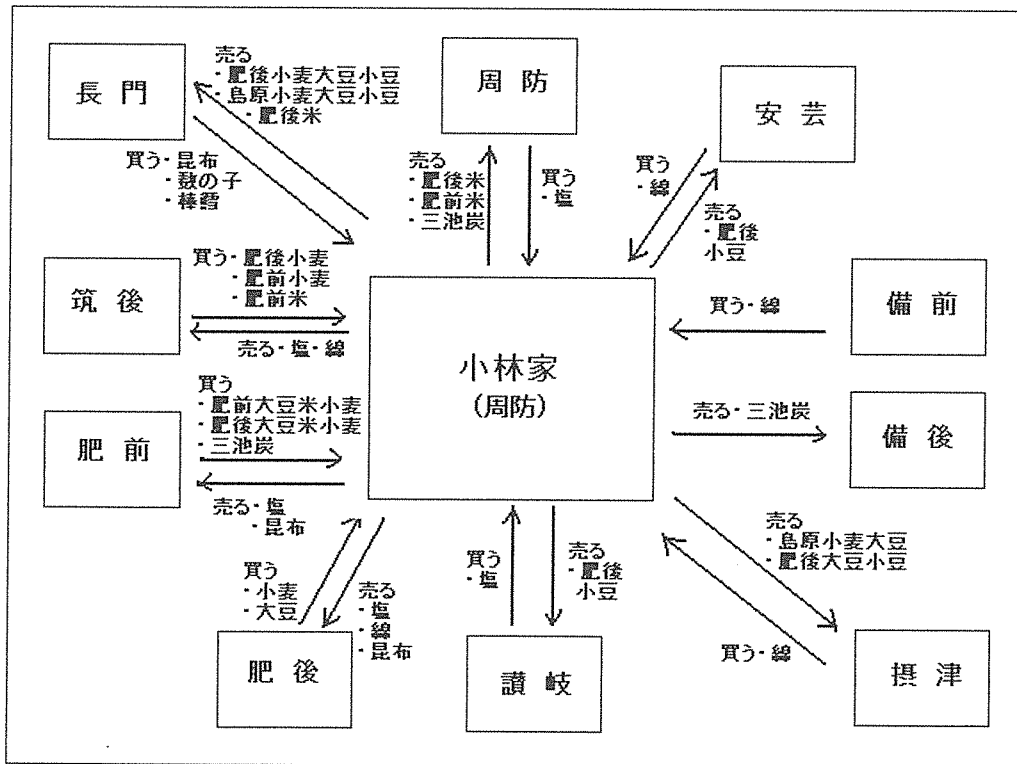 長門
売る
・肥後小麦大豆小豆
・島原小麦大豆小豆
・肥後米
買う・昆布
・数の子
・棒鱈
周防
売る
・肥後米
・肥前米
・三池炭
買う
・塩
安芸
買う
・綿
売る
・肥後
小豆
筑後
買う・肥後小麦
・肥前小麦
・肥前米
売る・塩・綿
小林家
(周防)
備前
買う・綿
備後
売る・三池炭
肥前
買う
・肥前大豆米小麦
・肥後大豆米小麦
・三池炭
売る・塩
・昆布
肥後
買う
・小麦
・大豆
売る
・塩
・綿
・昆布
讃岐
買う
・塩
売る
・肥後
小豆
摂津
売る
・島原小麦大豆
・肥後大豆小豆
買う・綿